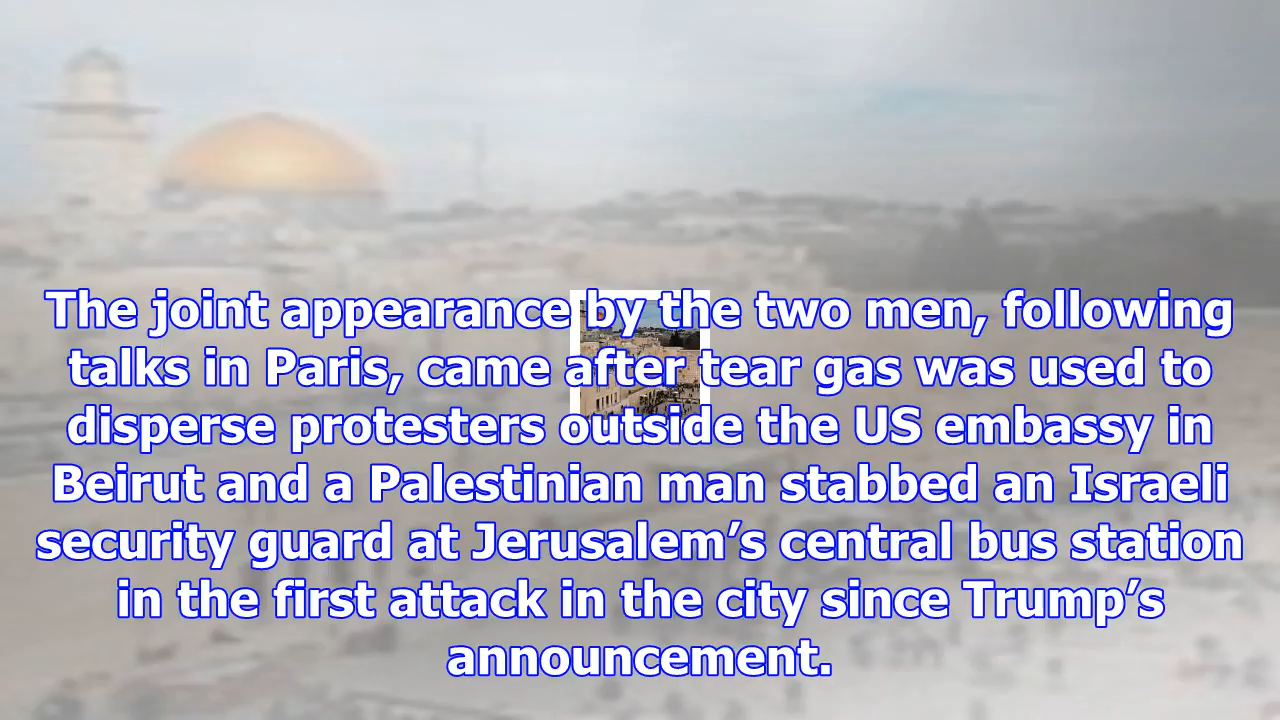 The joint appearance by the two men, following
talks in Paris, came after tear gas was used to
disperse protesters outside the US embassy in
Beirut and a Palestinian man stabbed an Israeli
security guard at Jerusalem’s central bus station
in the first attack in the city since Trump’s
announcement.